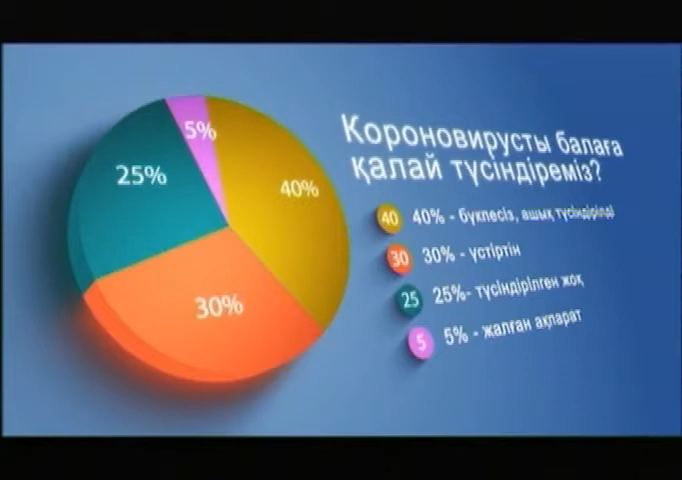 Короновирусты балаға
қалай түсіндіреміз?
5%
25%
40%
30%
40 40% - бүкпесіз, ашық түсіндірілді
30 30% - үстіртін
25 25%- түсіндірілген жоқ
5 5% - жалған ақпарат